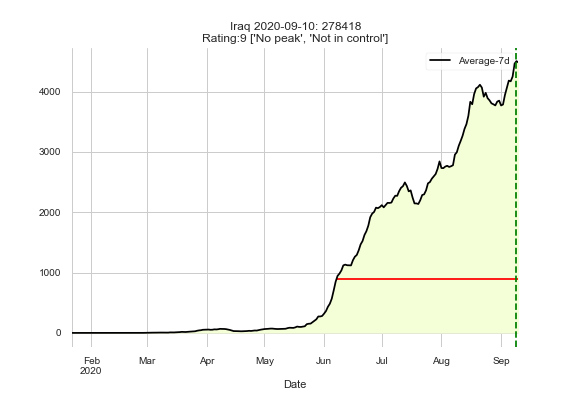 Iraq 2020-09-10: 278418
Rating:9 ['No peak', 'Not in control']
Average-7d
4000
3000
2000
1000
0
Feb Mar Apr May Jun Jul Aug Sep
2020
Date